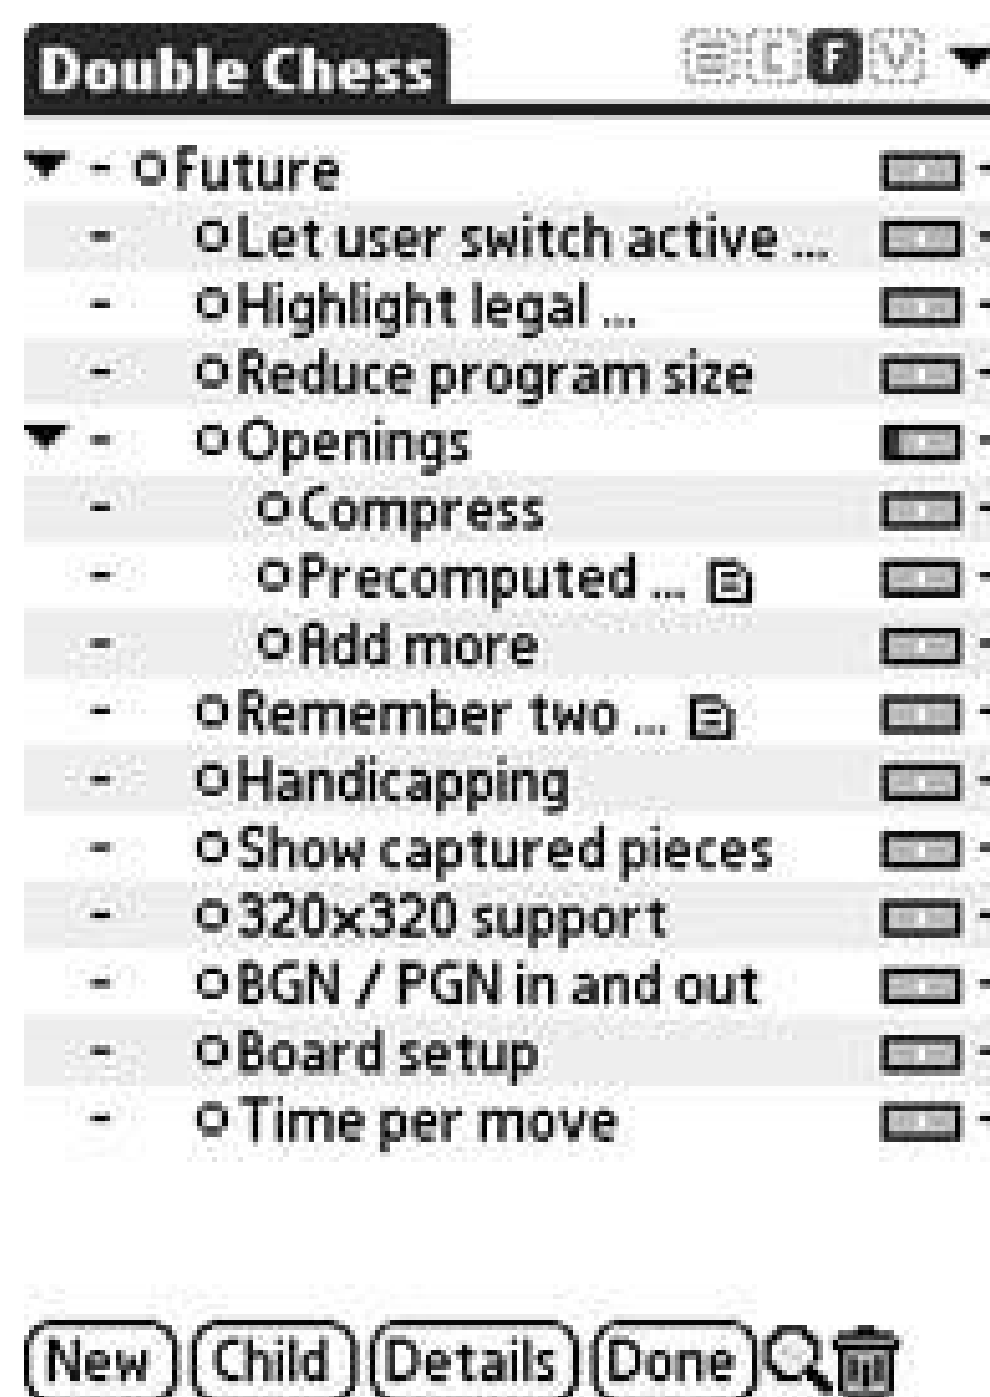 Double Chess E C F V
- Future -
- Let user switch active ... -
- Highlight legal ... -
- Reduce program size -
- Openings -
- Compress -
- Precomputed ... -
- Add more -
- Remember two ... -
- Handicapping -
- Show captured pieces -
- 320x320 support -
- BGN / PGN in and out -
- Board setup -
- Time per move -
New Child Details Done